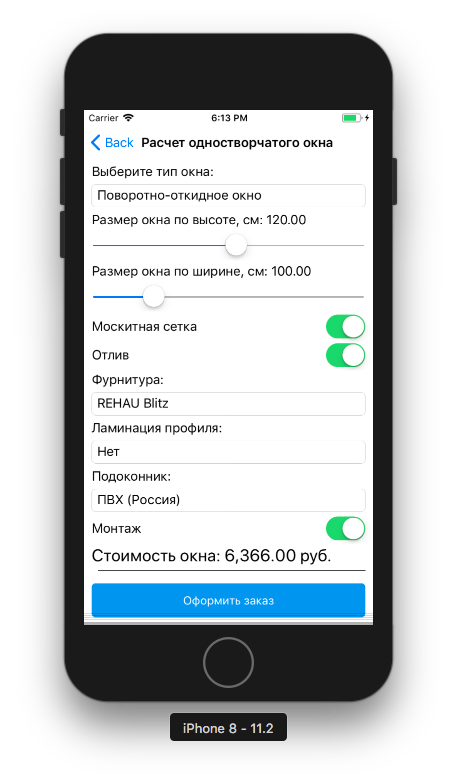 Carrier 6:13 PM
Back Расчет одностворчатого окна
Выберите тип окна:
Поворотно-откидное окно
Размер окна по высоте, см: 120.00
Размер окна по ширине, см: 100.00
Москитная сетка
Отлив
Фурнитура:
REHAU Blitz
Ламинация профиля:
Нет
Подоконник:
ПВХ (Россия)
Монтаж
Стоимость окна: 6,366.00 руб.
Оформить заказ
iPhone 8 - 11.2